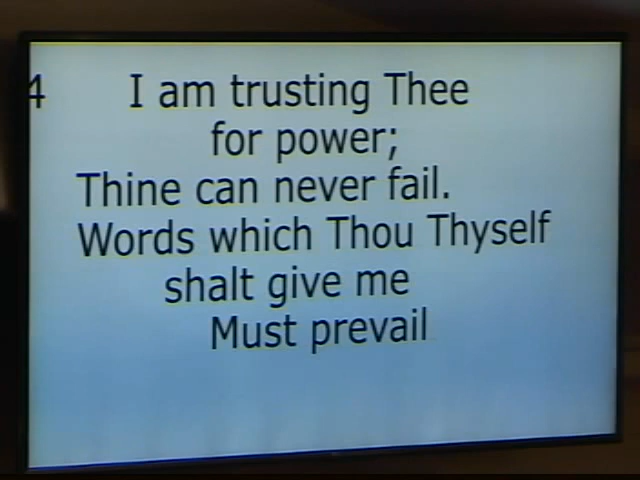 4 I am trusting Thee
for power;
Thine can never fail.
Words which Thou Thyself
shalt give me
Must prevail